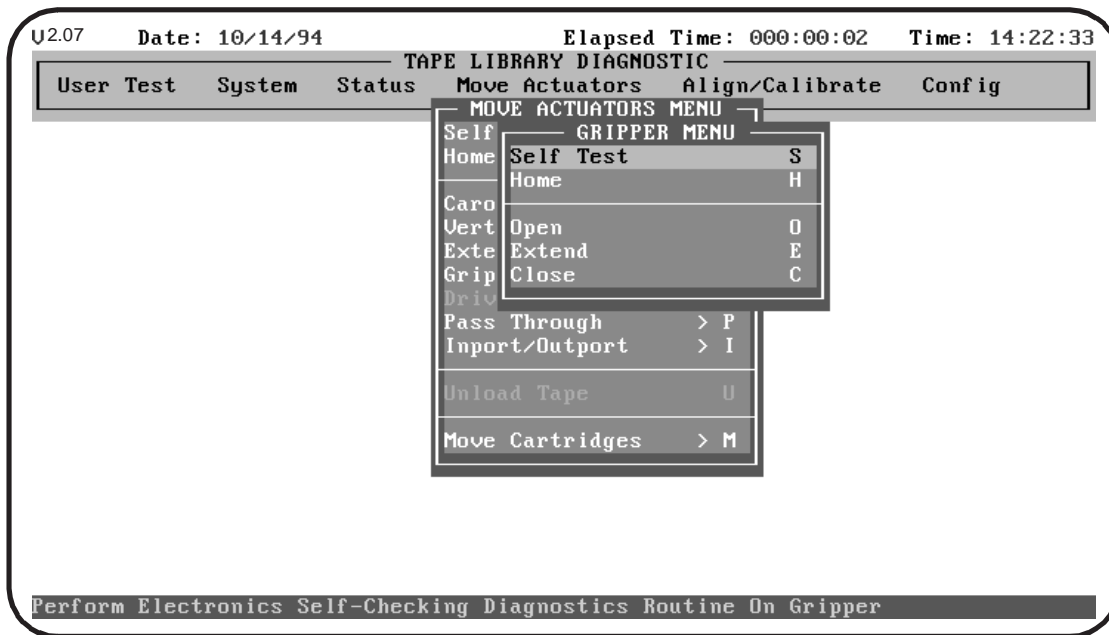 V2.07 Date: 10/14/94 Elapsed Time: 000:00:02 Time: 14:22:33
TAPE LIBRARY DIAGNOSTIC
User Test System Status Move Actuators Align/Calibrate Config
MOVE ACTUATORS MENU
Self
GRIPPER MENU
Home
Self Test S
Home H
Caro
Vert
Open O
Exte
Extend E
Grip
Close C
Driv
Pass Through > P
Inport/Outport > I
Unload Tape U
Move Cartridges > M
Perform Electronics Self-Checking Diagnostics Routine On Gripper